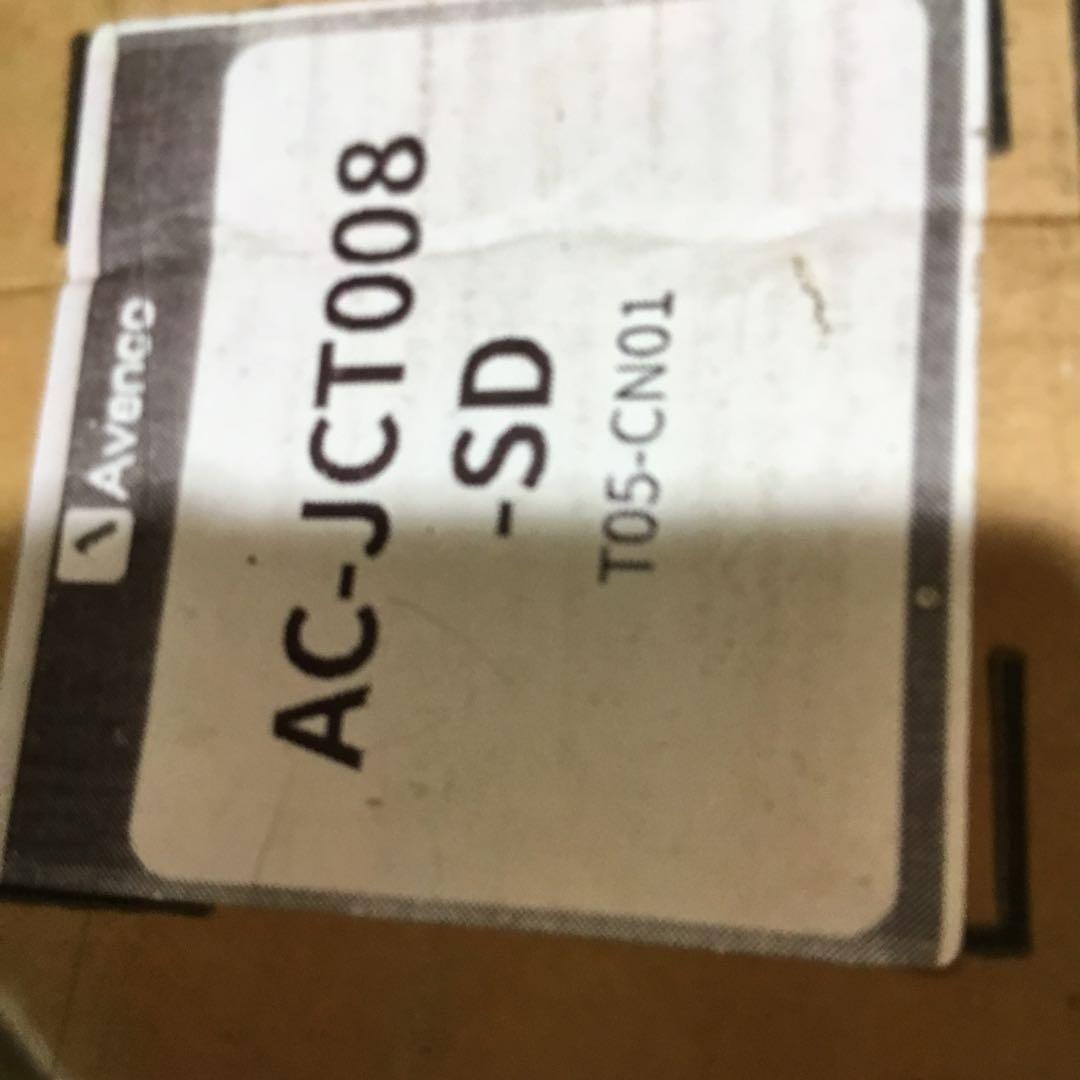 Avenco
AC-JCT008
-SD
T05-CN01